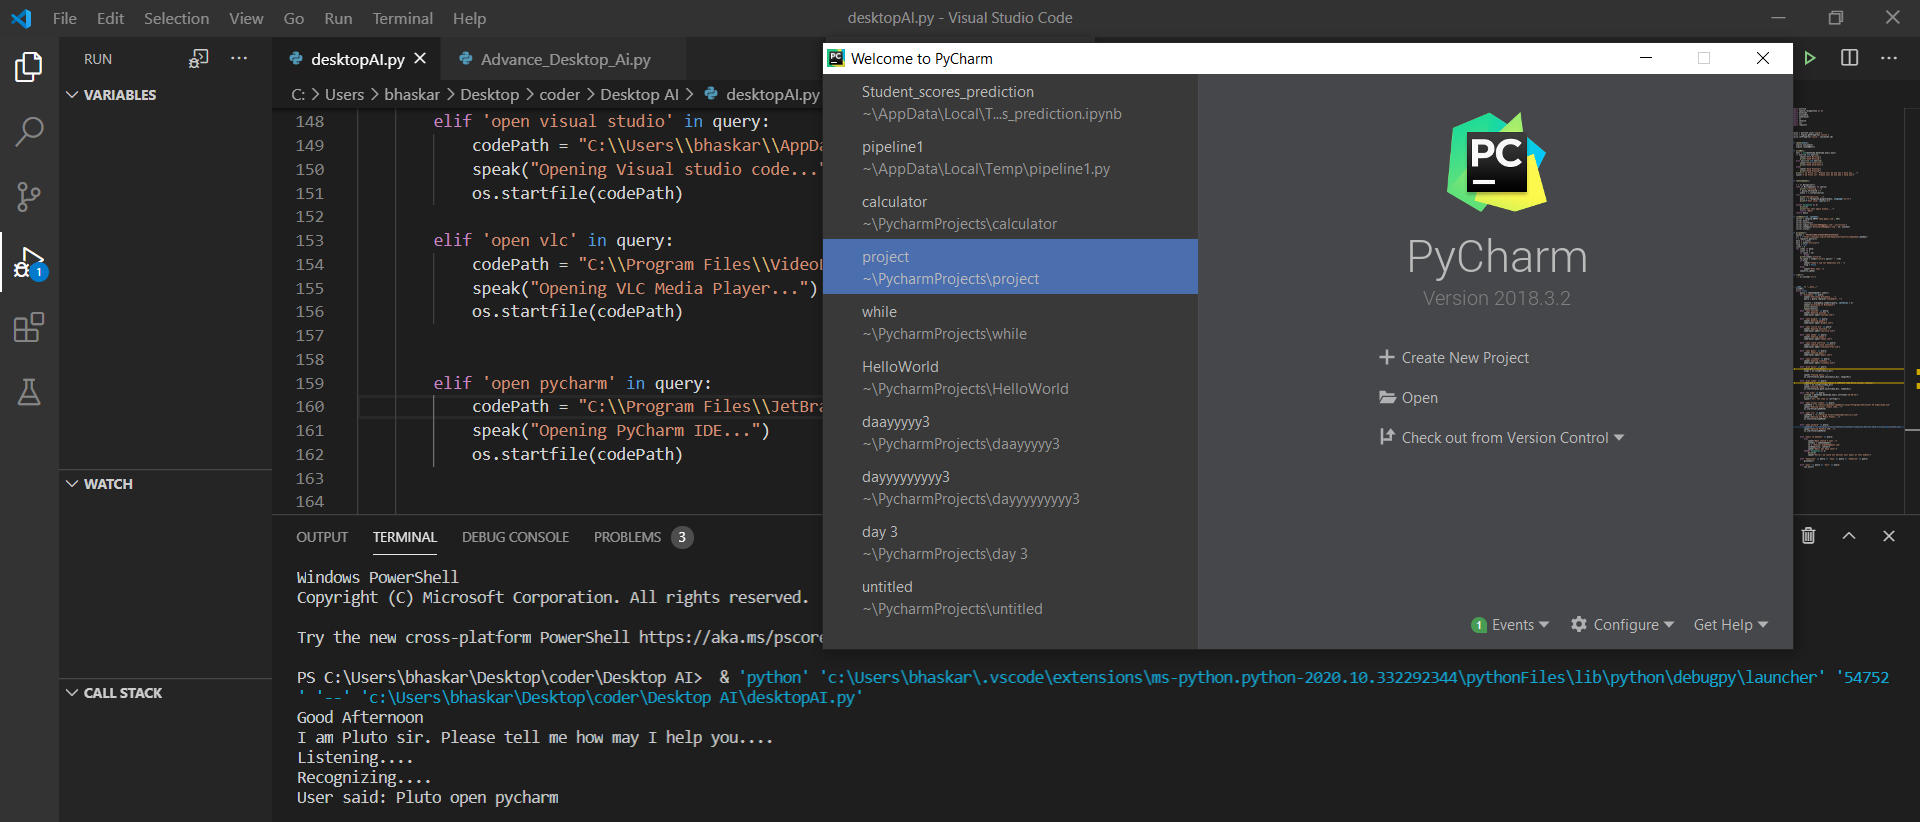 File Edit Selection View Go Run Terminal Help
desktopAI.py - Visual Studio Code
RUN
VARIABLES
WATCH
CALL STACK
1
desktopAI.py
Advance_Desktop_Ai.py
C: > Users > bhaskar > Desktop > coder > Desktop AI > desktopAI.py
148 elif 'open visual studio' in query:
149 codePath = "C:\\Users\\bhaskar\\AppDa
150 speak("Opening Visual studio code..."
151 os.startfile(codePath)
152
153 elif 'open vlc' in query:
154 codePath = "C:\\Program Files\\Video
155 speak("Opening VLC Media Player...")
156 os.startfile(codePath)
157
158
159 elif 'open pycharm' in query:
160 codePath = "C:\\Program Files\\JetBra
161 speak("Opening PyCharm IDE...")
162 os.startfile(codePath)
163
164
Welcome to PyCharm
Student_scores_prediction
~\AppData\Local\T...s_prediction.ipynb
pipeline1
~\AppData\Local\Temp\pipeline1.py
calculator
~\PycharmProjects\calculator
project
~\PycharmProjects\project
while
~\PycharmProjects\while
HelloWorld
~\PycharmProjects\HelloWorld
daayyyyy3
~\PycharmProjects\daayyyyy3
dayyyyyyyyy3
~\PycharmProjects\dayyyyyyyyy3
day 3
~\PycharmProjects\day 3
untitled
~\PycharmProjects\untitled
PC
PyCharm
Version 2018.3.2
Create New Project
Open
Check out from Version Control
1 Events Configure Get Help
OUTPUT TERMINAL DEBUG CONSOLE PROBLEMS 3
Windows PowerShell
Copyright (C) Microsoft Corporation. All rights reserved.
Try the new cross-platform PowerShell https://aka.ms/pscore
PS C:\Users\bhaskar\Desktop\coder\Desktop AI> & 'python' 'c:\Users\bhaskar\.vscode\extensions\ms-python.python-2020.10.332292344\pythonFiles\lib\python\debugpy\launcher' '54752
' '--' 'c:\Users\bhaskar\Desktop\coder\Desktop AI\desktopAI.py'
Good Afternoon
I am Pluto sir. Please tell me how may I help you....
Listening....
Recognizing....
User said: Pluto open pycharm